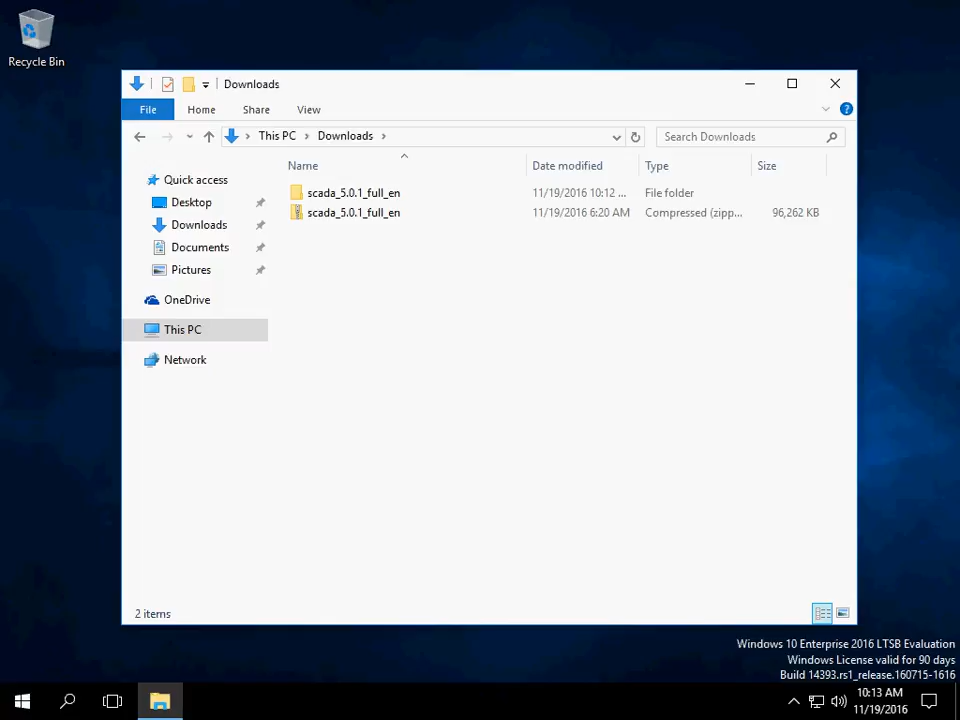 Recycle Bin
Downloads
File Home Share View
This PC Downloads Search Downloads
Name Date modified Type Size
Quick access
Desktop
Downloads
Documents
Pictures
OneDrive
This PC
Network
scada_5.0.1_full_en 11/19/2016 10:12 ... File folder
scada_5.0.1_full_en 11/19/2016 6:20 AM Compressed (zipp... 96,262 KB
2 items
Windows 10 Enterprise 2016 LTSB Evaluation
Windows License valid for 90 days
Build 14393.rs1_release.160715-1616
10:13 AM
11/19/2016